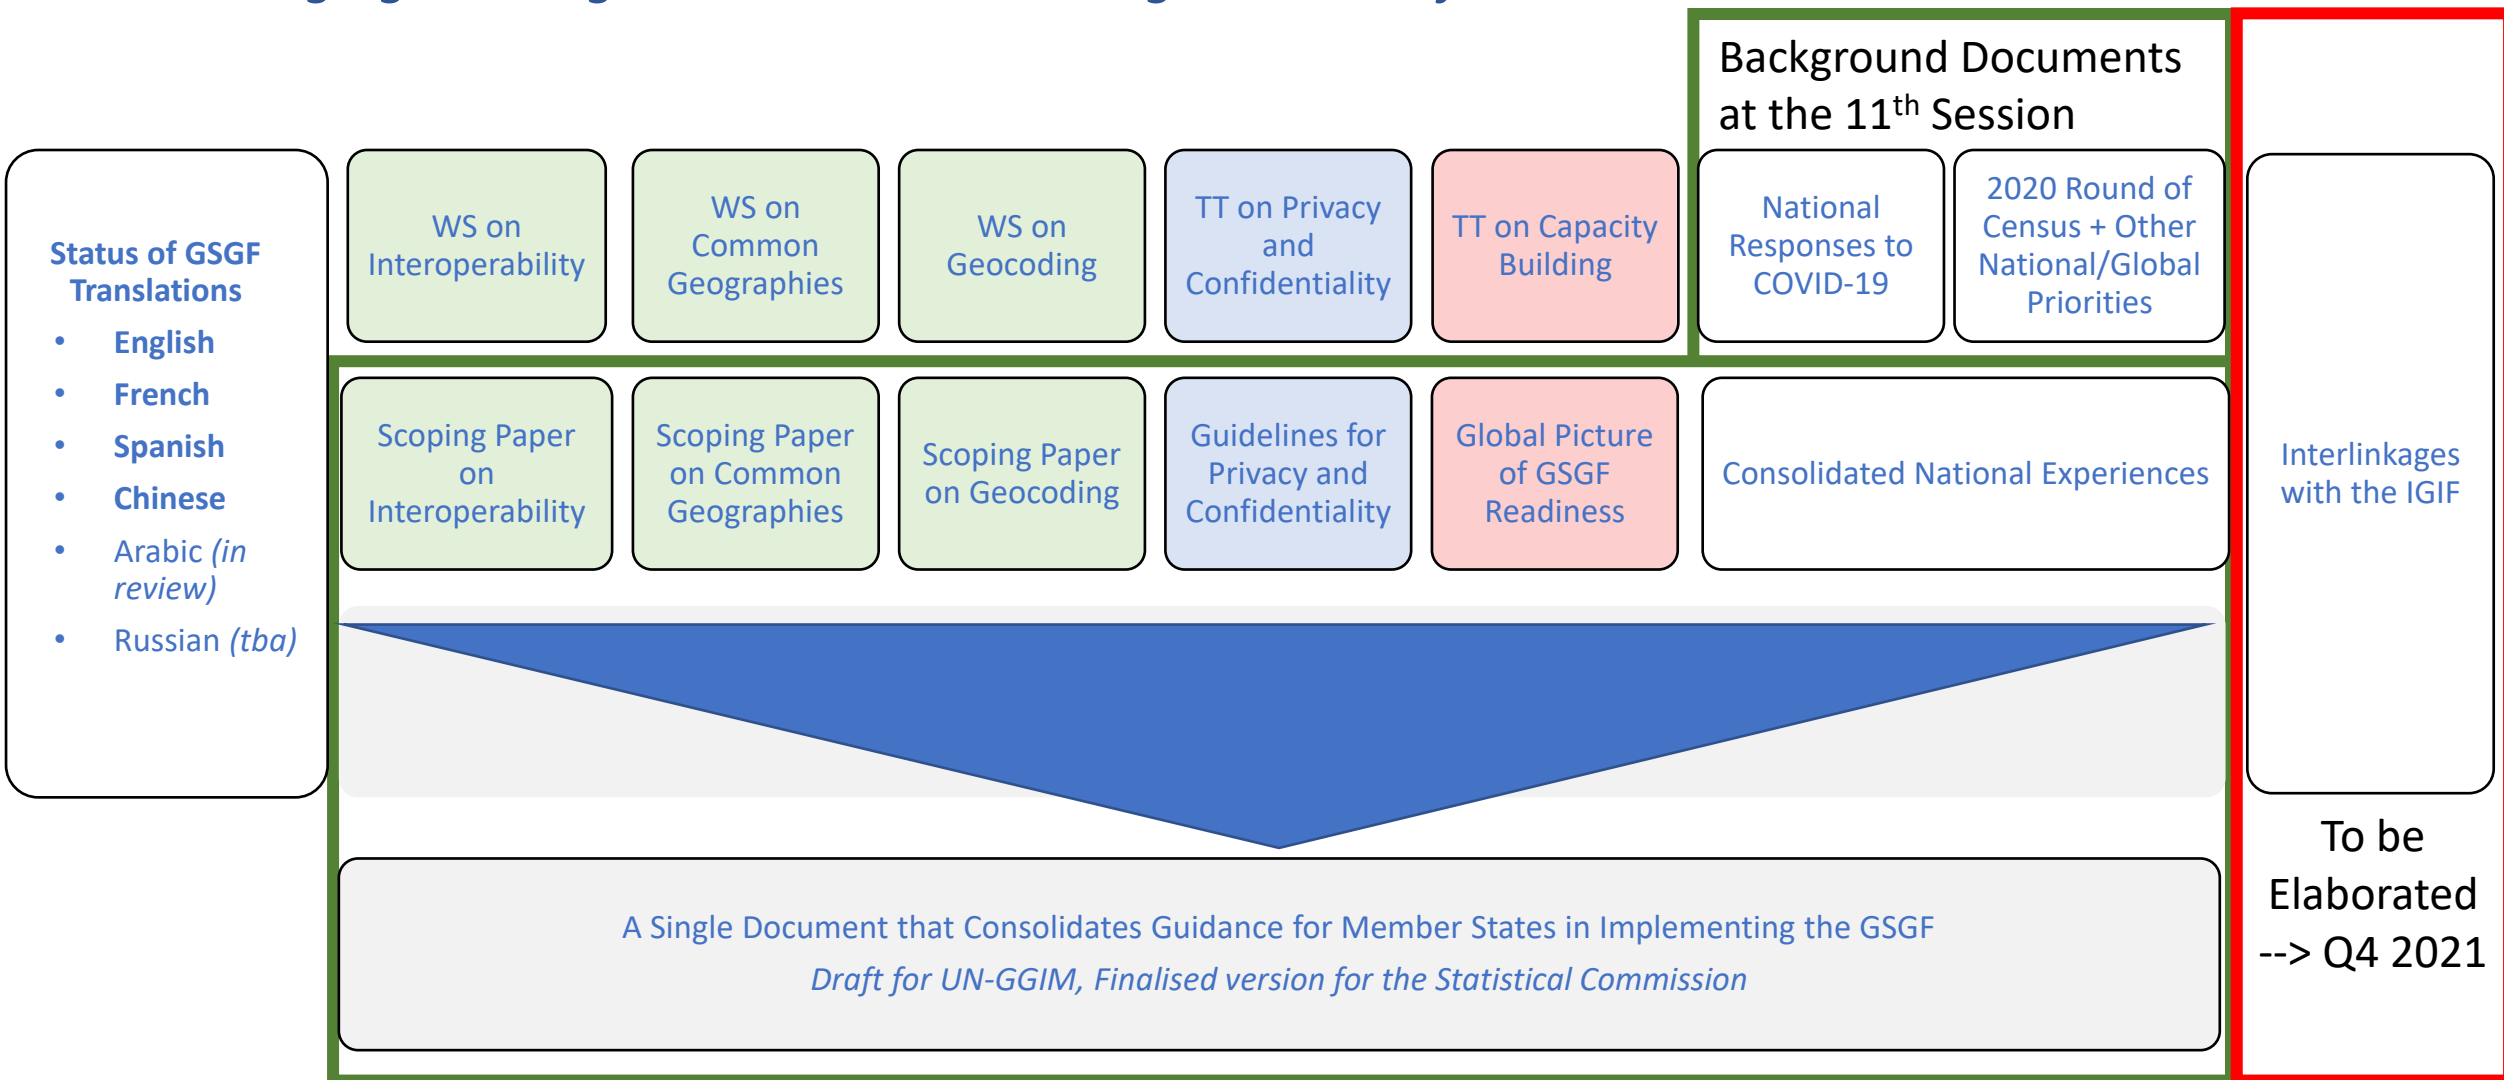 Background Documents
at the 11th Session
Status of GSGF
Translations
• English
• French
• Spanish
• Chinese
• Arabic (in
review)
• Russian (tba)
WS on
Interoperability
WS on
Common
Geographies
WS on
Geocoding
TT on Privacy
and
Confidentiality
TT on Capacity
Building
National
Responses to
COVID-19
2020 Round of
Census + Other
National/Global
Priorities
Scoping Paper
on
Interoperability
Scoping Paper
on Common
Geographies
Scoping Paper
on Geocoding
Guidelines for
Privacy and
Confidentiality
Global Picture
of GSGF
Readiness
Consolidated National Experiences
Interlinkages
with the IGIF
A Single Document that Consolidates Guidance for Member States in Implementing the GSGF
Draft for UN-GGIM, Finalised version for the Statistical Commission
To be
Elaborated
--> Q4 2021